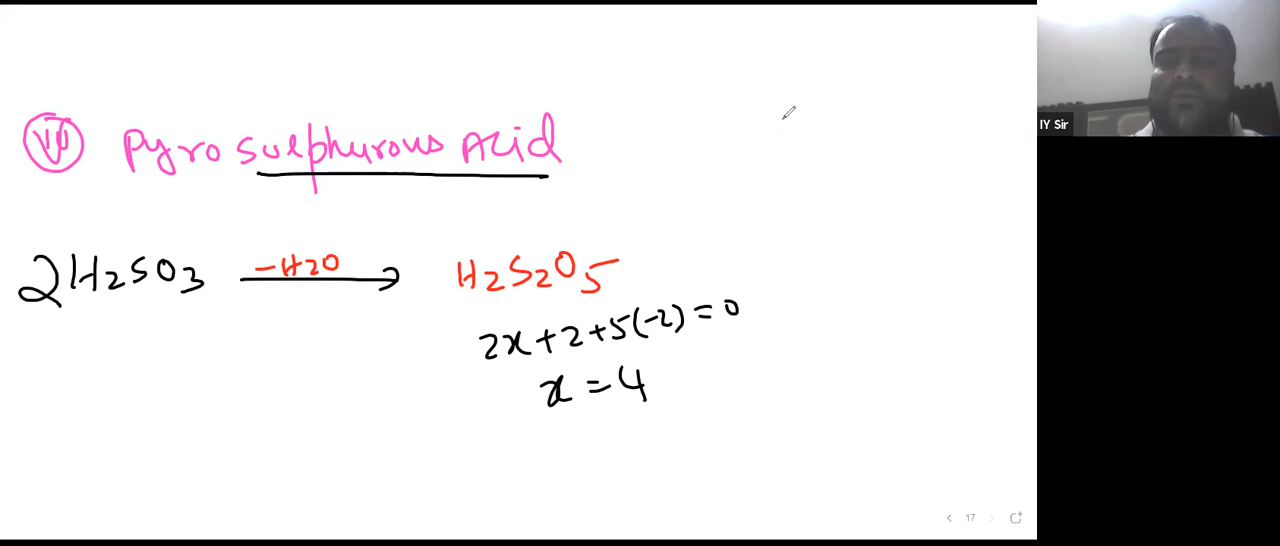 VII Pyro sulphurous Acid
2H2SO3 -H2O → H2S2O5
2x+2+5(-2)=0
x=4
IY Sir
17